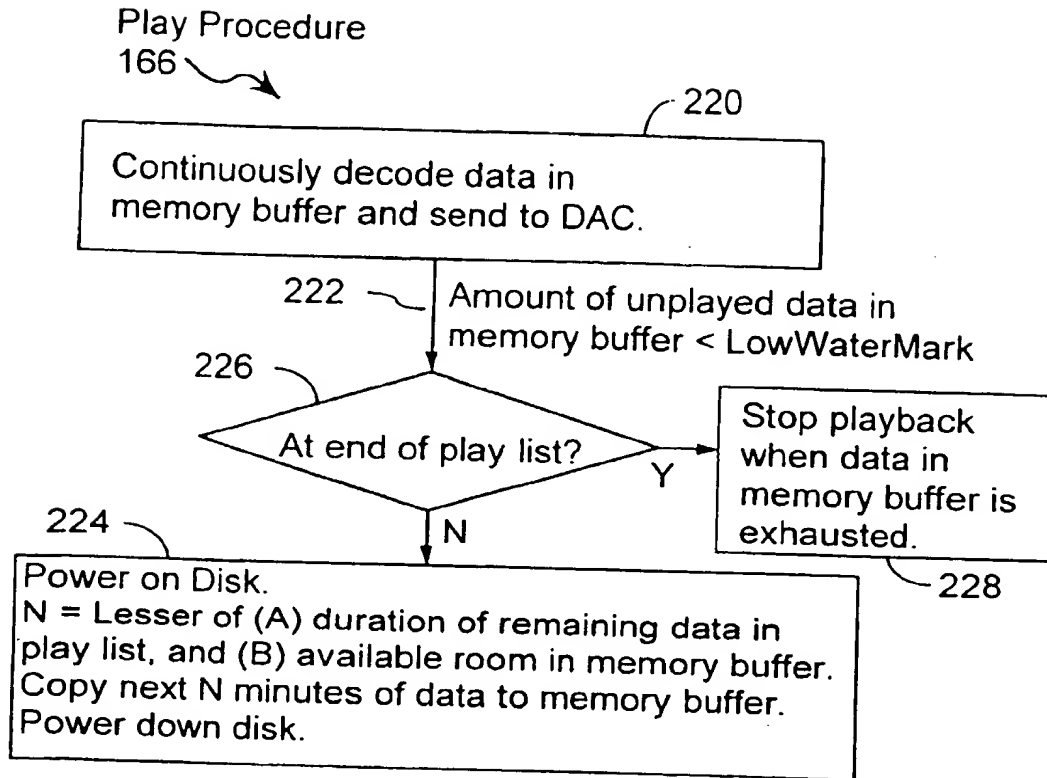 Play Procedure
166
220
Continuously decode data in
memory buffer and send to DAC.
222
Amount of unplayed data in
memory buffer < LowWaterMark
226
At end of play list?
Y
N
Stop playback
when data in
memory buffer is
exhausted.
228
224
Power on Disk.
N = Lesser of (A) duration of remaining data in
play list, and (B) available room in memory buffer.
Copy next N minutes of data to memory buffer.
Power down disk.